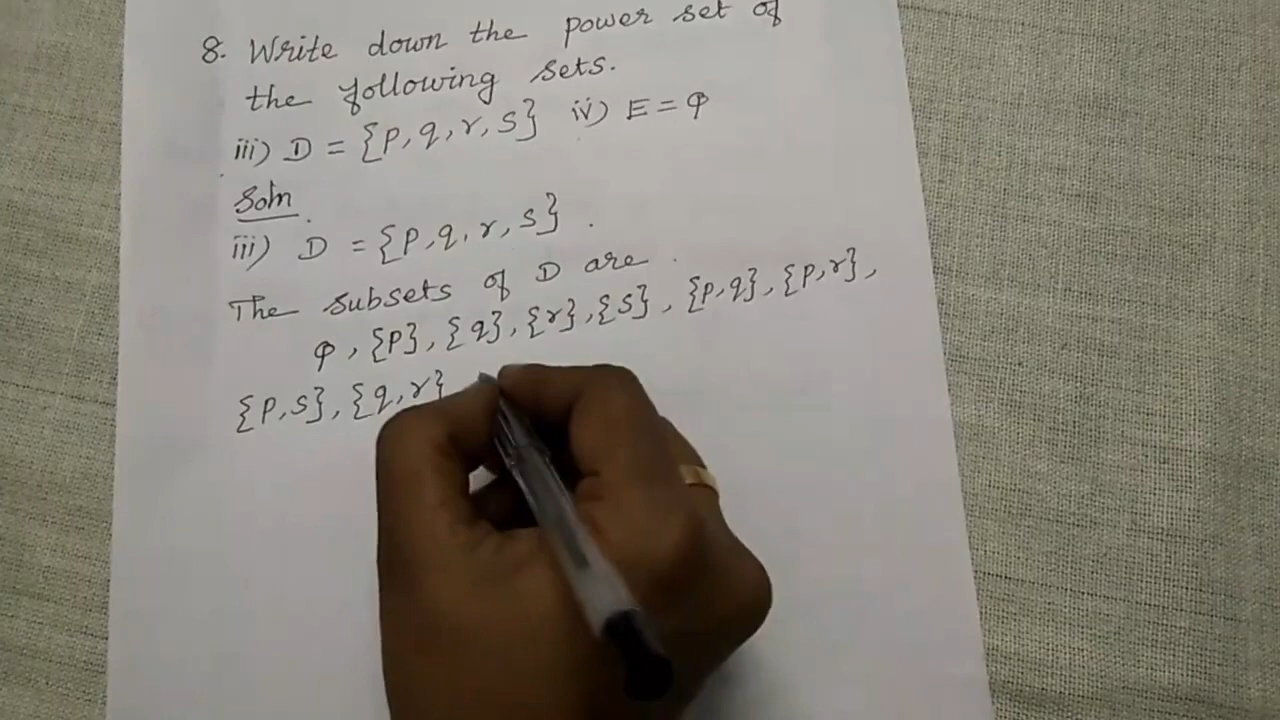 8. Write down the power set of
the following sets.
iii) D = {p, q, r, s} iv) E = φ
Soln
iii) D = {p, q, r, s}.
The subsets of D are
φ, {p}, {q}, {r}, {s}, {p,q}, {p,r},
{p,s}, {q,r}